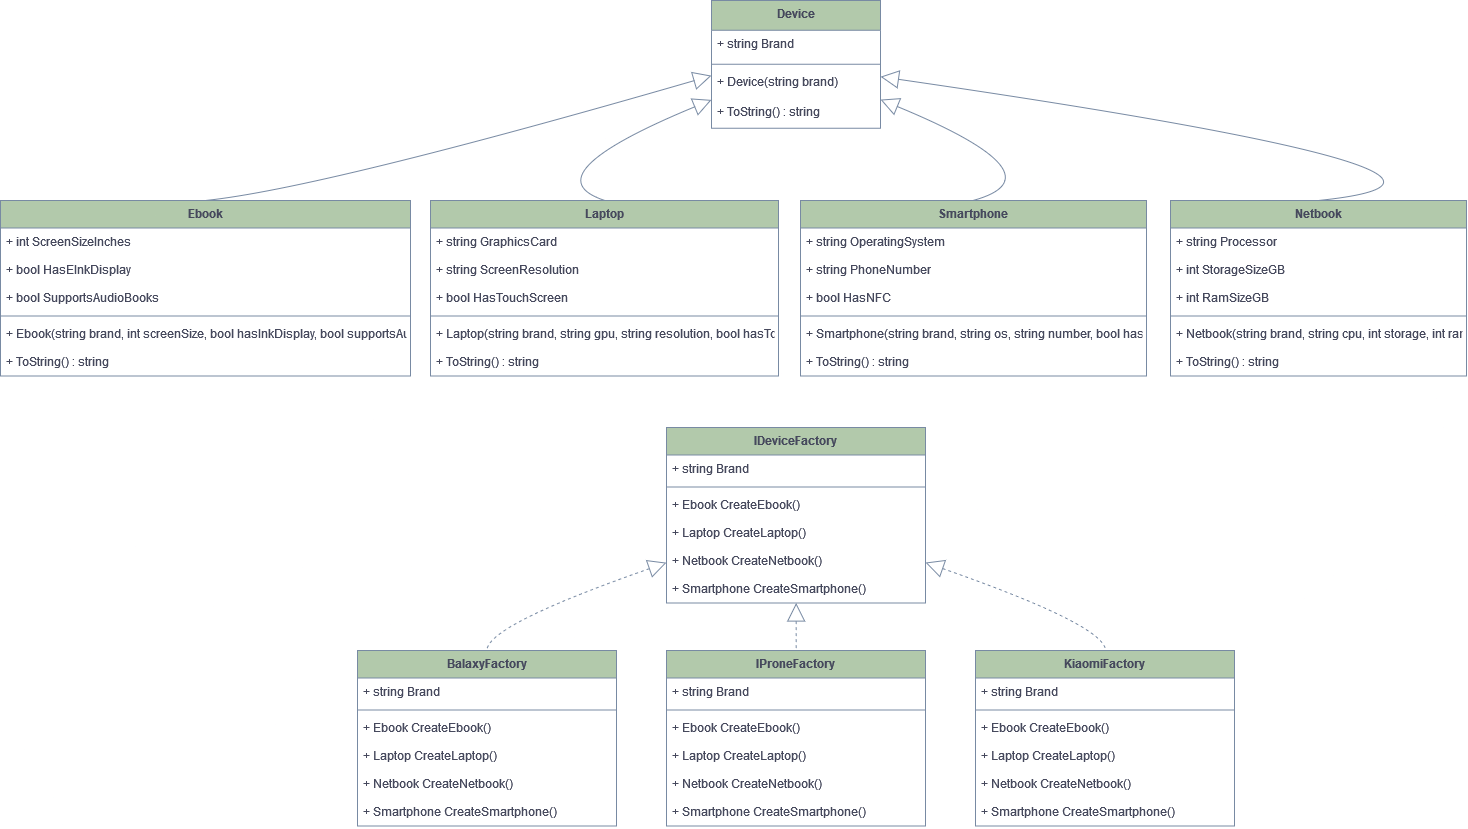 Device
+ string Brand
+ Device(string brand)
+ ToString() : string
Ebook
+ int ScreenSizeInches
+ bool HasEInkDisplay
+ bool SupportsAudioBooks
+ Ebook(string brand, int screenSize, bool hasInkDisplay, bool supportsAu
+ ToString() : string
Laptop
+ string GraphicsCard
+ string ScreenResolution
+ bool HasTouchScreen
+ Laptop(string brand, string gpu, string resolution, bool hasTo
+ ToString() : string
Smartphone
+ string OperatingSystem
+ string PhoneNumber
+ bool HasNFC
+ Smartphone(string brand, string os, string number, bool has
+ ToString() : string
Netbook
+ string Processor
+ int StorageSizeGB
+ int RamSizeGB
+ Netbook(string brand, string cpu, int storage, int ran
+ ToString() : string
IDeviceFactory
+ string Brand
+ Ebook CreateEbook()
+ Laptop CreateLaptop()
+ Netbook CreateNetbook()
+ Smartphone CreateSmartphone()
BalaxyFactory
+ string Brand
+ Ebook CreateEbook()
+ Laptop CreateLaptop()
+ Netbook CreateNetbook()
+ Smartphone CreateSmartphone()
IProneFactory
+ string Brand
+ Ebook CreateEbook()
+ Laptop CreateLaptop()
+ Netbook CreateNetbook()
+ Smartphone CreateSmartphone()
KiaomiFactory
+ string Brand
+ Ebook CreateEbook()
+ Laptop CreateLaptop()
+ Netbook CreateNetbook()
+ Smartphone CreateSmartphone()